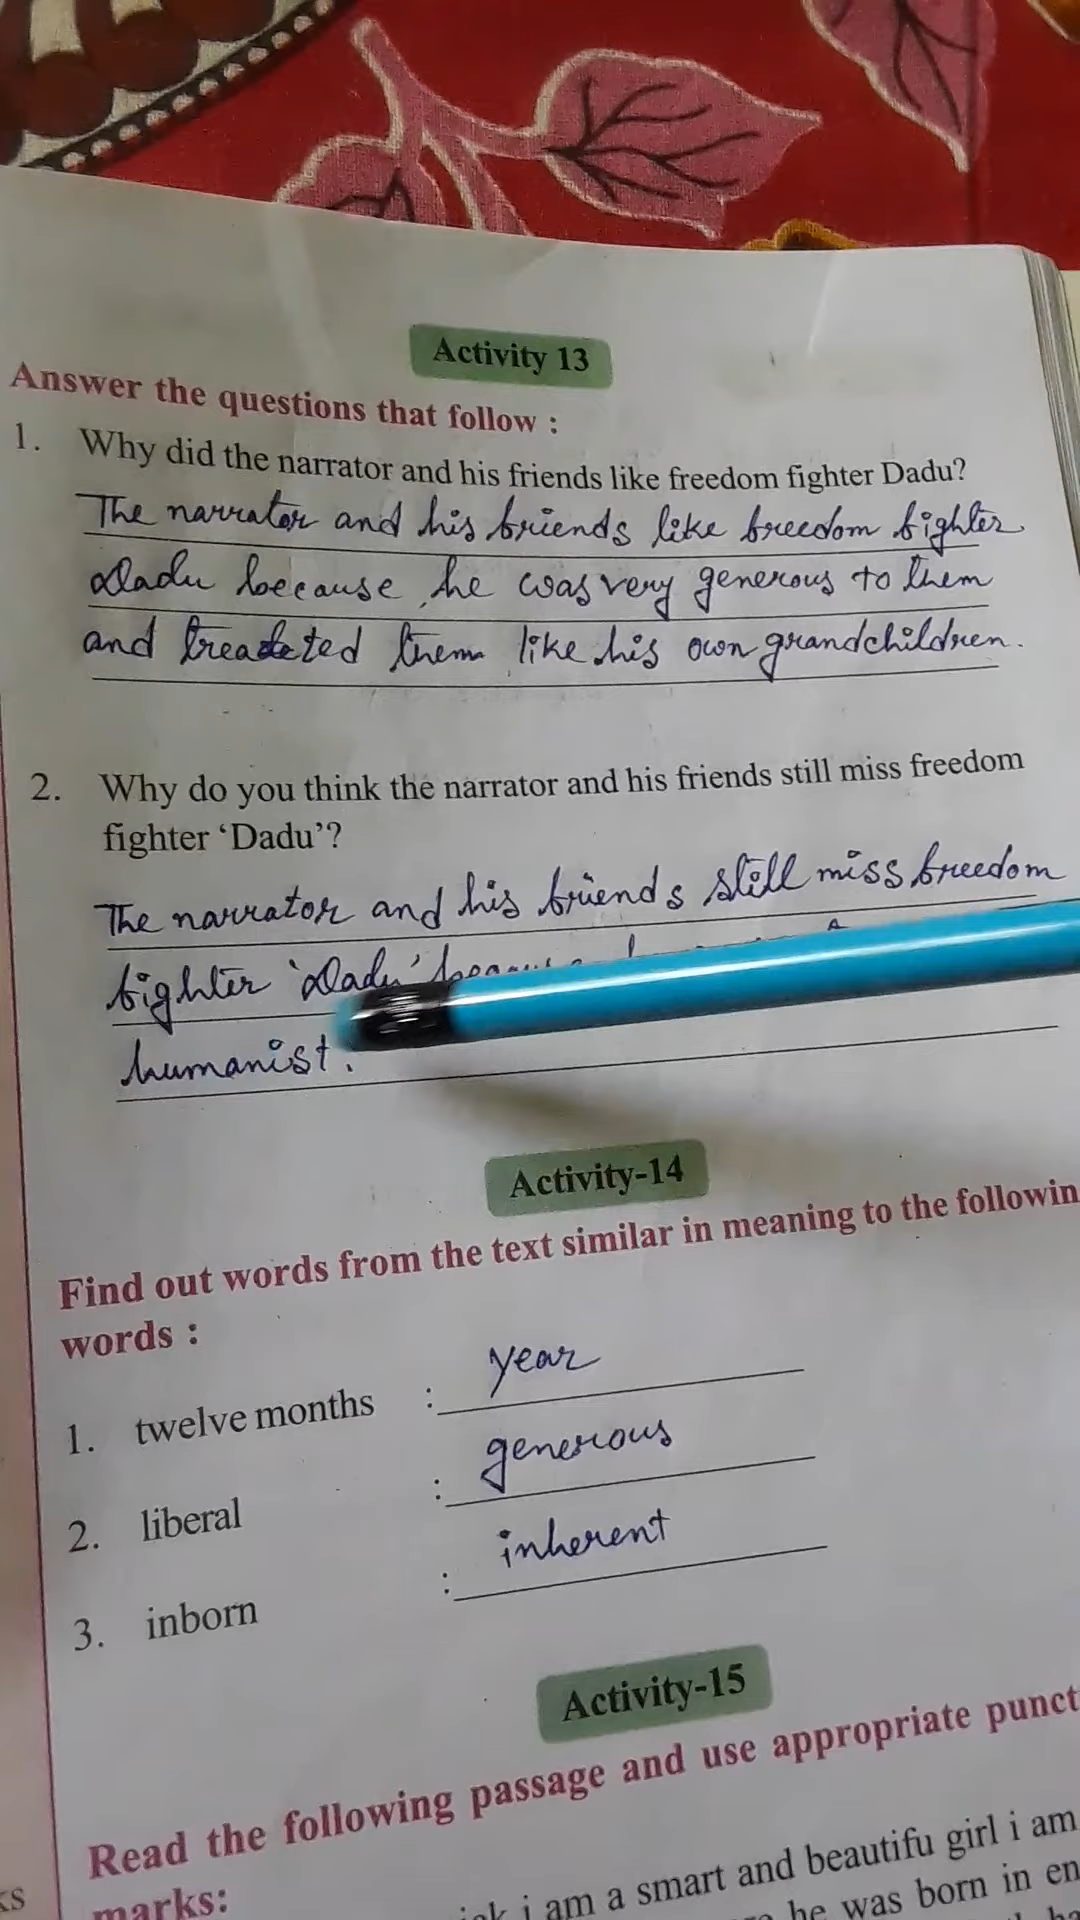 Activity 13
Answer the questions that follow :
1. Why did the narrator and his friends like freedom fighter Dadu?
The narrator and his friends like freedom fighter
Dadu because he was very generous to them
and treadeted them like his own grandchildren.
2. Why do you think the narrator and his friends still miss freedom
fighter ‘Dadu’?
The narrator and his friends still miss freedom
fighter 'Dadu'
humanist.
Activity-14
Find out words from the text similar in meaning to the followin
words :
1. twelve months : year
2. liberal : generous
3. inborn : inherent
Activity-15
Read the following passage and use appropriate punct
marks:
i am a smart and beautifu girl i am
he was born in en